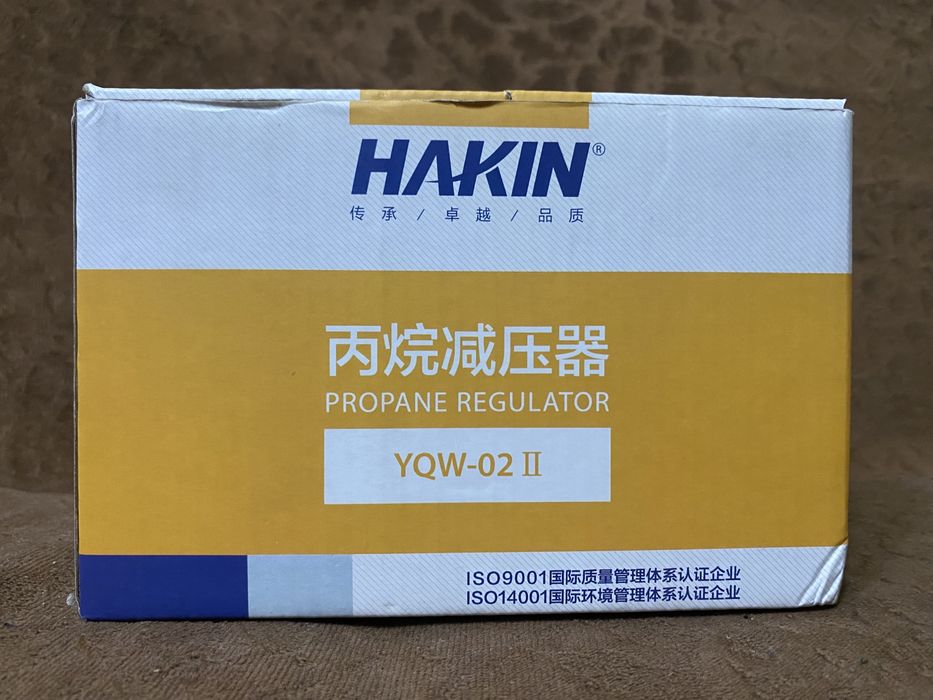 HAKIN®
传承/卓越/品质
丙烷减压器
PROPANE REGULATOR
YQW-02 Ⅱ
ISO9001国际质量管理体系认证企业
ISO14001国际环境管理体系认证企业